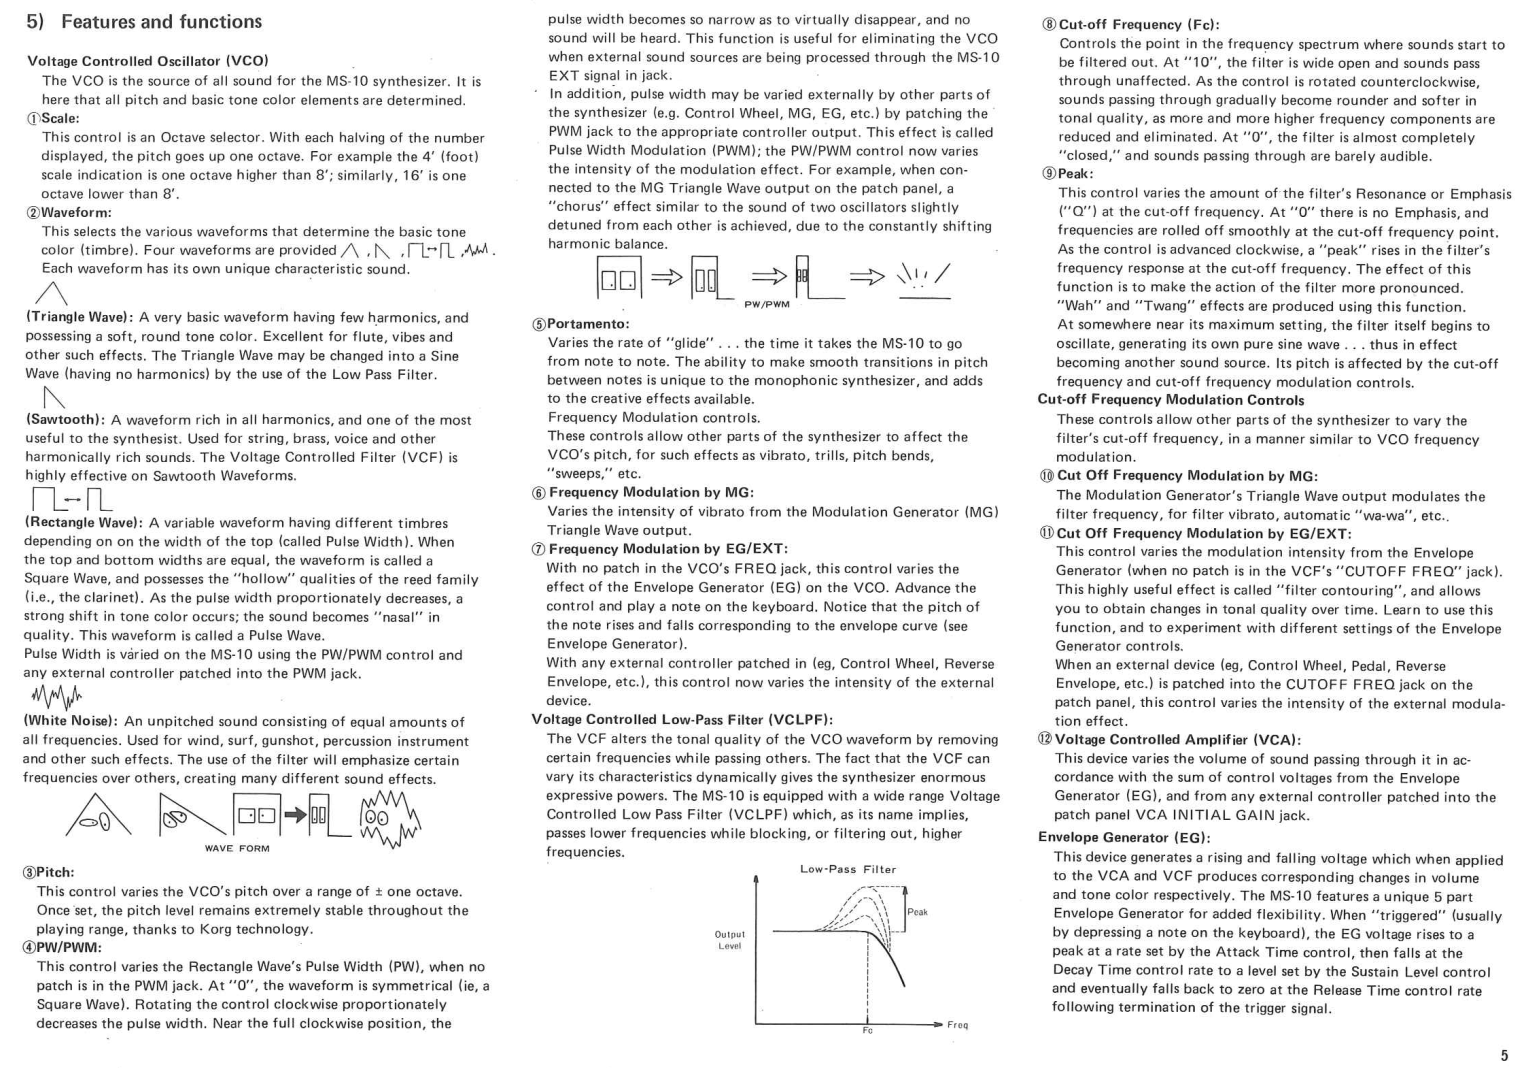 5) Features and functions
Voltage Controlled Oscillator (VCO)
The VCO is the source of all sound for the MS-10 synthesizer. It is
here that all pitch and basic tone color elements are determined.
①Scale:
This control is an Octave selector. With each halving of the number
displayed, the pitch goes up one octave. For example the 4' (foot)
scale indication is one octave higher than 8'; similarly, 16' is one
octave lower than 8'.
②Waveform:
This selects the various waveforms that determine the basic tone
color (timbre). Four waveforms are provided , , , .
Each waveform has its own unique characteristic sound.
(Triangle Wave): A very basic waveform having few harmonics, and
possessing a soft, round tone color. Excellent for flute, vibes and
other such effects. The Triangle Wave may be changed into a Sine
Wave (having no harmonics) by the use of the Low Pass Filter.
(Sawtooth): A waveform rich in all harmonics, and one of the most
useful to the synthesist. Used for string, brass, voice and other
harmonically rich sounds. The Voltage Controlled Filter (VCF) is
highly effective on Sawtooth Waveforms.
(Rectangle Wave): A variable waveform having different timbres
depending on on the width of the top (called Pulse Width). When
the top and bottom widths are equal, the waveform is called a
Square Wave, and possesses the "hollow" qualities of the reed family
(i.e., the clarinet). As the pulse width proportionately decreases, a
strong shift in tone color occurs; the sound becomes "nasal" in
quality. This waveform is called a Pulse Wave.
Pulse Width is varied on the MS-10 using the PW/PWM control and
any external controller patched into the PWM jack.
(White Noise): An unpitched sound consisting of equal amounts of
all frequencies. Used for wind, surf, gunshot, percussion instrument
and other such effects. The use of the filter will emphasize certain
frequencies over others, creating many different sound effects.
WAVE FORM
③Pitch:
This control varies the VCO's pitch over a range of ± one octave.
Once set, the pitch level remains extremely stable throughout the
playing range, thanks to Korg technology.
④PW/PWM:
This control varies the Rectangle Wave's Pulse Width (PW), when no
patch is in the PWM jack. At "0", the waveform is symmetrical (ie, a
Square Wave). Rotating the control clockwise proportionately
decreases the pulse width. Near the full clockwise position, the
pulse width becomes so narrow as to virtually disappear, and no
sound will be heard. This function is useful for eliminating the VCO
when external sound sources are being processed through the MS-10
EXT signal in jack.
In addition, pulse width may be varied externally by other parts of
the synthesizer (e.g. Control Wheel, MG, EG, etc.) by patching the
PWM jack to the appropriate controller output. This effect is called
Pulse Width Modulation (PWM); the PW/PWM control now varies
the intensity of the modulation effect. For example, when con-
nected to the MG Triangle Wave output on the patch panel, a
"chorus" effect similar to the sound of two oscillators slightly
detuned from each other is achieved, due to the constantly shifting
harmonic balance.
PW/PWM
⑤Portamento:
Varies the rate of "glide" . . . the time it takes the MS-10 to go
from note to note. The ability to make smooth transitions in pitch
between notes is unique to the monophonic synthesizer, and adds
to the creative effects available.
Frequency Modulation controls.
These controls allow other parts of the synthesizer to affect the
VCO's pitch, for such effects as vibrato, trills, pitch bends,
"sweeps," etc.
⑥ Frequency Modulation by MG:
Varies the intensity of vibrato from the Modulation Generator (MG)
Triangle Wave output.
⑦ Frequency Modulation by EG/EXT:
With no patch in the VCO's FREQ jack, this control varies the
effect of the Envelope Generator (EG) on the VCO. Advance the
control and play a note on the keyboard. Notice that the pitch of
the note rises and falls corresponding to the envelope curve (see
Envelope Generator).
With any external controller patched in (eg, Control Wheel, Reverse
Envelope, etc.), this control now varies the intensity of the external
device.
Voltage Controlled Low-Pass Filter (VCLPF):
The VCF alters the tonal quality of the VCO waveform by removing
certain frequencies while passing others. The fact that the VCF can
vary its characteristics dynamically gives the synthesizer enormous
expressive powers. The MS-10 is equipped with a wide range Voltage
Controlled Low Pass Filter (VCLPF) which, as its name implies,
passes lower frequencies while blocking, or filtering out, higher
frequencies.
Low-Pass Filter
Peak
Output
Level
Freq
Fc
⑧Cut-off Frequency (Fc):
Controls the point in the frequency spectrum where sounds start to
be filtered out. At "10", the filter is wide open and sounds pass
through unaffected. As the control is rotated counterclockwise,
sounds passing through gradually become rounder and softer in
tonal quality, as more and more higher frequency components are
reduced and eliminated. At "0", the filter is almost completely
"closed," and sounds passing through are barely audible.
⑨Peak:
This control varies the amount of the filter's Resonance or Emphasis
("Q") at the cut-off frequency. At "0" there is no Emphasis, and
frequencies are rolled off smoothly at the cut-off frequency point.
As the control is advanced clockwise, a "peak" rises in the filter's
frequency response at the cut-off frequency. The effect of this
function is to make the action of the filter more pronounced.
"Wah" and "Twang" effects are produced using this function.
At somewhere near its maximum setting, the filter itself begins to
oscillate, generating its own pure sine wave . . . thus in effect
becoming another sound source. Its pitch is affected by the cut-off
frequency and cut-off frequency modulation controls.
Cut-off Frequency Modulation Controls
These controls allow other parts of the synthesizer to vary the
filter's cut-off frequency, in a manner similar to VCO frequency
modulation.
⑩ Cut Off Frequency Modulation by MG:
The Modulation Generator's Triangle Wave output modulates the
filter frequency, for filter vibrato, automatic "wa-wa", etc..
⑪ Cut Off Frequency Modulation by EG/EXT:
This control varies the modulation intensity from the Envelope
Generator (when no patch is in the VCF's "CUTOFF FREQ" jack).
This highly useful effect is called "filter contouring", and allows
you to obtain changes in tonal quality over time. Learn to use this
function, and to experiment with different settings of the Envelope
Generator controls.
When an external device (eg, Control Wheel, Pedal, Reverse
Envelope, etc.) is patched into the CUTOFF FREQ jack on the
patch panel, this control varies the intensity of the external modula-
tion effect.
⑫ Voltage Controlled Amplifier (VCA):
This device varies the volume of sound passing through it in ac-
cordance with the sum of control voltages from the Envelope
Generator (EG), and from any external controller patched into the
patch panel VCA INITIAL GAIN jack.
Envelope Generator (EG):
This device generates a rising and falling voltage which when applied
to the VCA and VCF produces corresponding changes in volume
and tone color respectively. The MS-10 features a unique 5 part
Envelope Generator for added flexibility. When "triggered" (usually
by depressing a note on the keyboard), the EG voltage rises to a
peak at a rate set by the Attack Time control, then falls at the
Decay Time control rate to a level set by the Sustain Level control
and eventually falls back to zero at the Release Time control rate
following termination of the trigger signal.
5